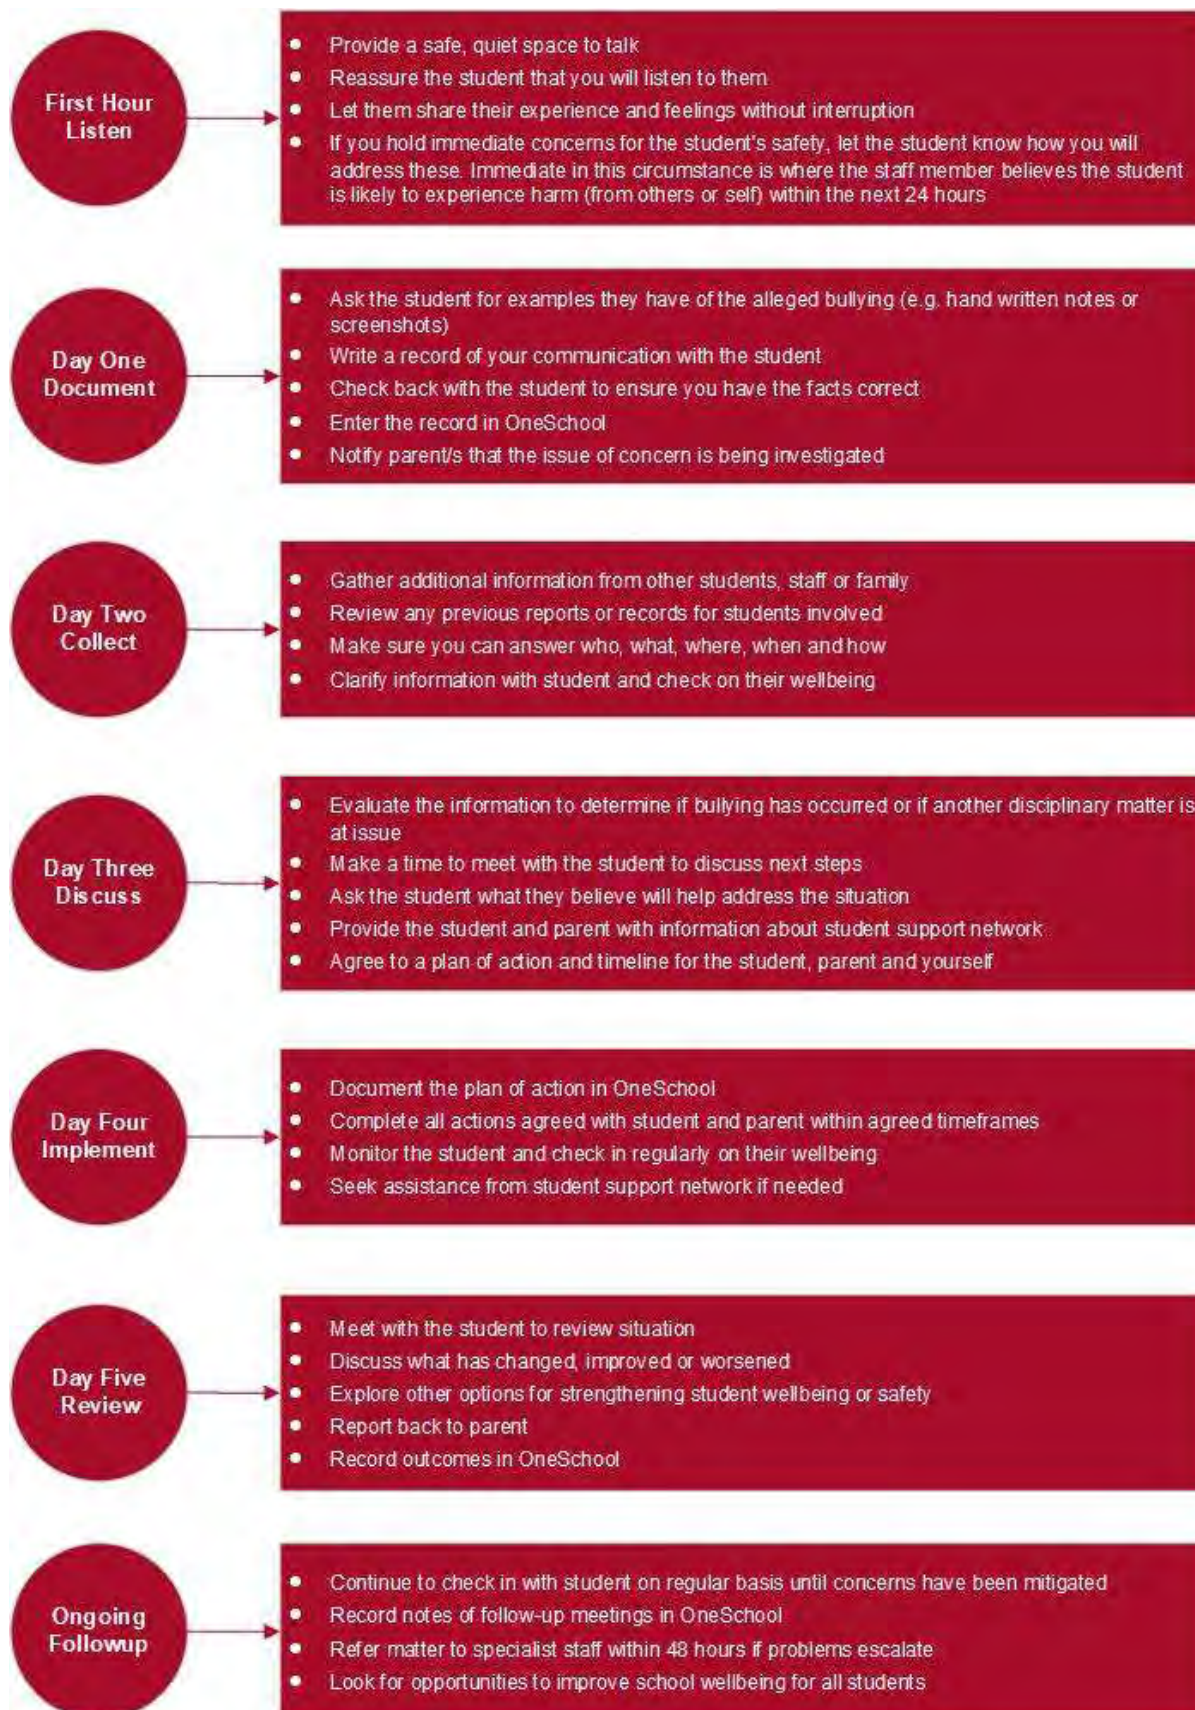 First Hour
Listen
• Provide a safe, quiet space to talk
• Reassure the student that you will listen to them
• Let them share their experience and feelings without interruption
• If you hold immediate concerns for the student's safety, let the student know how you will
address these. Immediate in this circumstance is where the staff member believes the student
is likely to experience harm (from others or self) within the next 24 hours
Day One
Document
• Ask the student for examples they have of the alleged bullying (e.g. hand written notes or
screenshots)
• Write a record of your communication with the student
• Check back with the student to ensure you have the facts correct
• Enter the record in OneSchool
• Notify parent/s that the issue of concern is being investigated
Day Two
Collect
• Gather additional information from other students, staff or family
• Review any previous reports or records for students involved
• Make sure you can answer who, what, where, when and how
• Clarify information with student and check on their wellbeing
Day Three
Discuss
• Evaluate the information to determine if bullying has occurred or if another disciplinary matter is
at issue
• Make a time to meet with the student to discuss next steps
• Ask the student what they believe will help address the situation
• Provide the student and parent with information about student support network
• Agree to a plan of action and timeline for the student, parent and yourself
Day Four
Implement
• Document the plan of action in OneSchool
• Complete all actions agreed with student and parent within agreed timeframes
• Monitor the student and check in regularly on their wellbeing
• Seek assistance from student support network if needed
Day Five
Review
• Meet with the student to review situation
• Discuss what has changed, improved or worsened
• Explore other options for strengthening student wellbeing or safety
• Report back to parent
• Record outcomes in OneSchool
Ongoing
Followup
• Continue to check in with student on regular basis until concerns have been mitigated
• Record notes of follow-up meetings in OneSchool
• Refer matter to specialist staff within 48 hours if problems escalate
• Look for opportunities to improve school wellbeing for all students